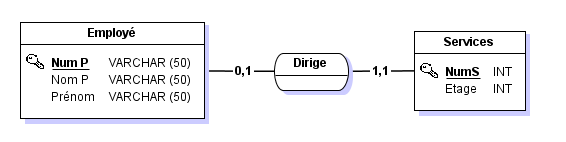 Employé
Num P VARCHAR (50)
Nom P VARCHAR (50)
Prénom VARCHAR (50)
0,1
Dirige
1,1
Services
NumS INT
Etage INT